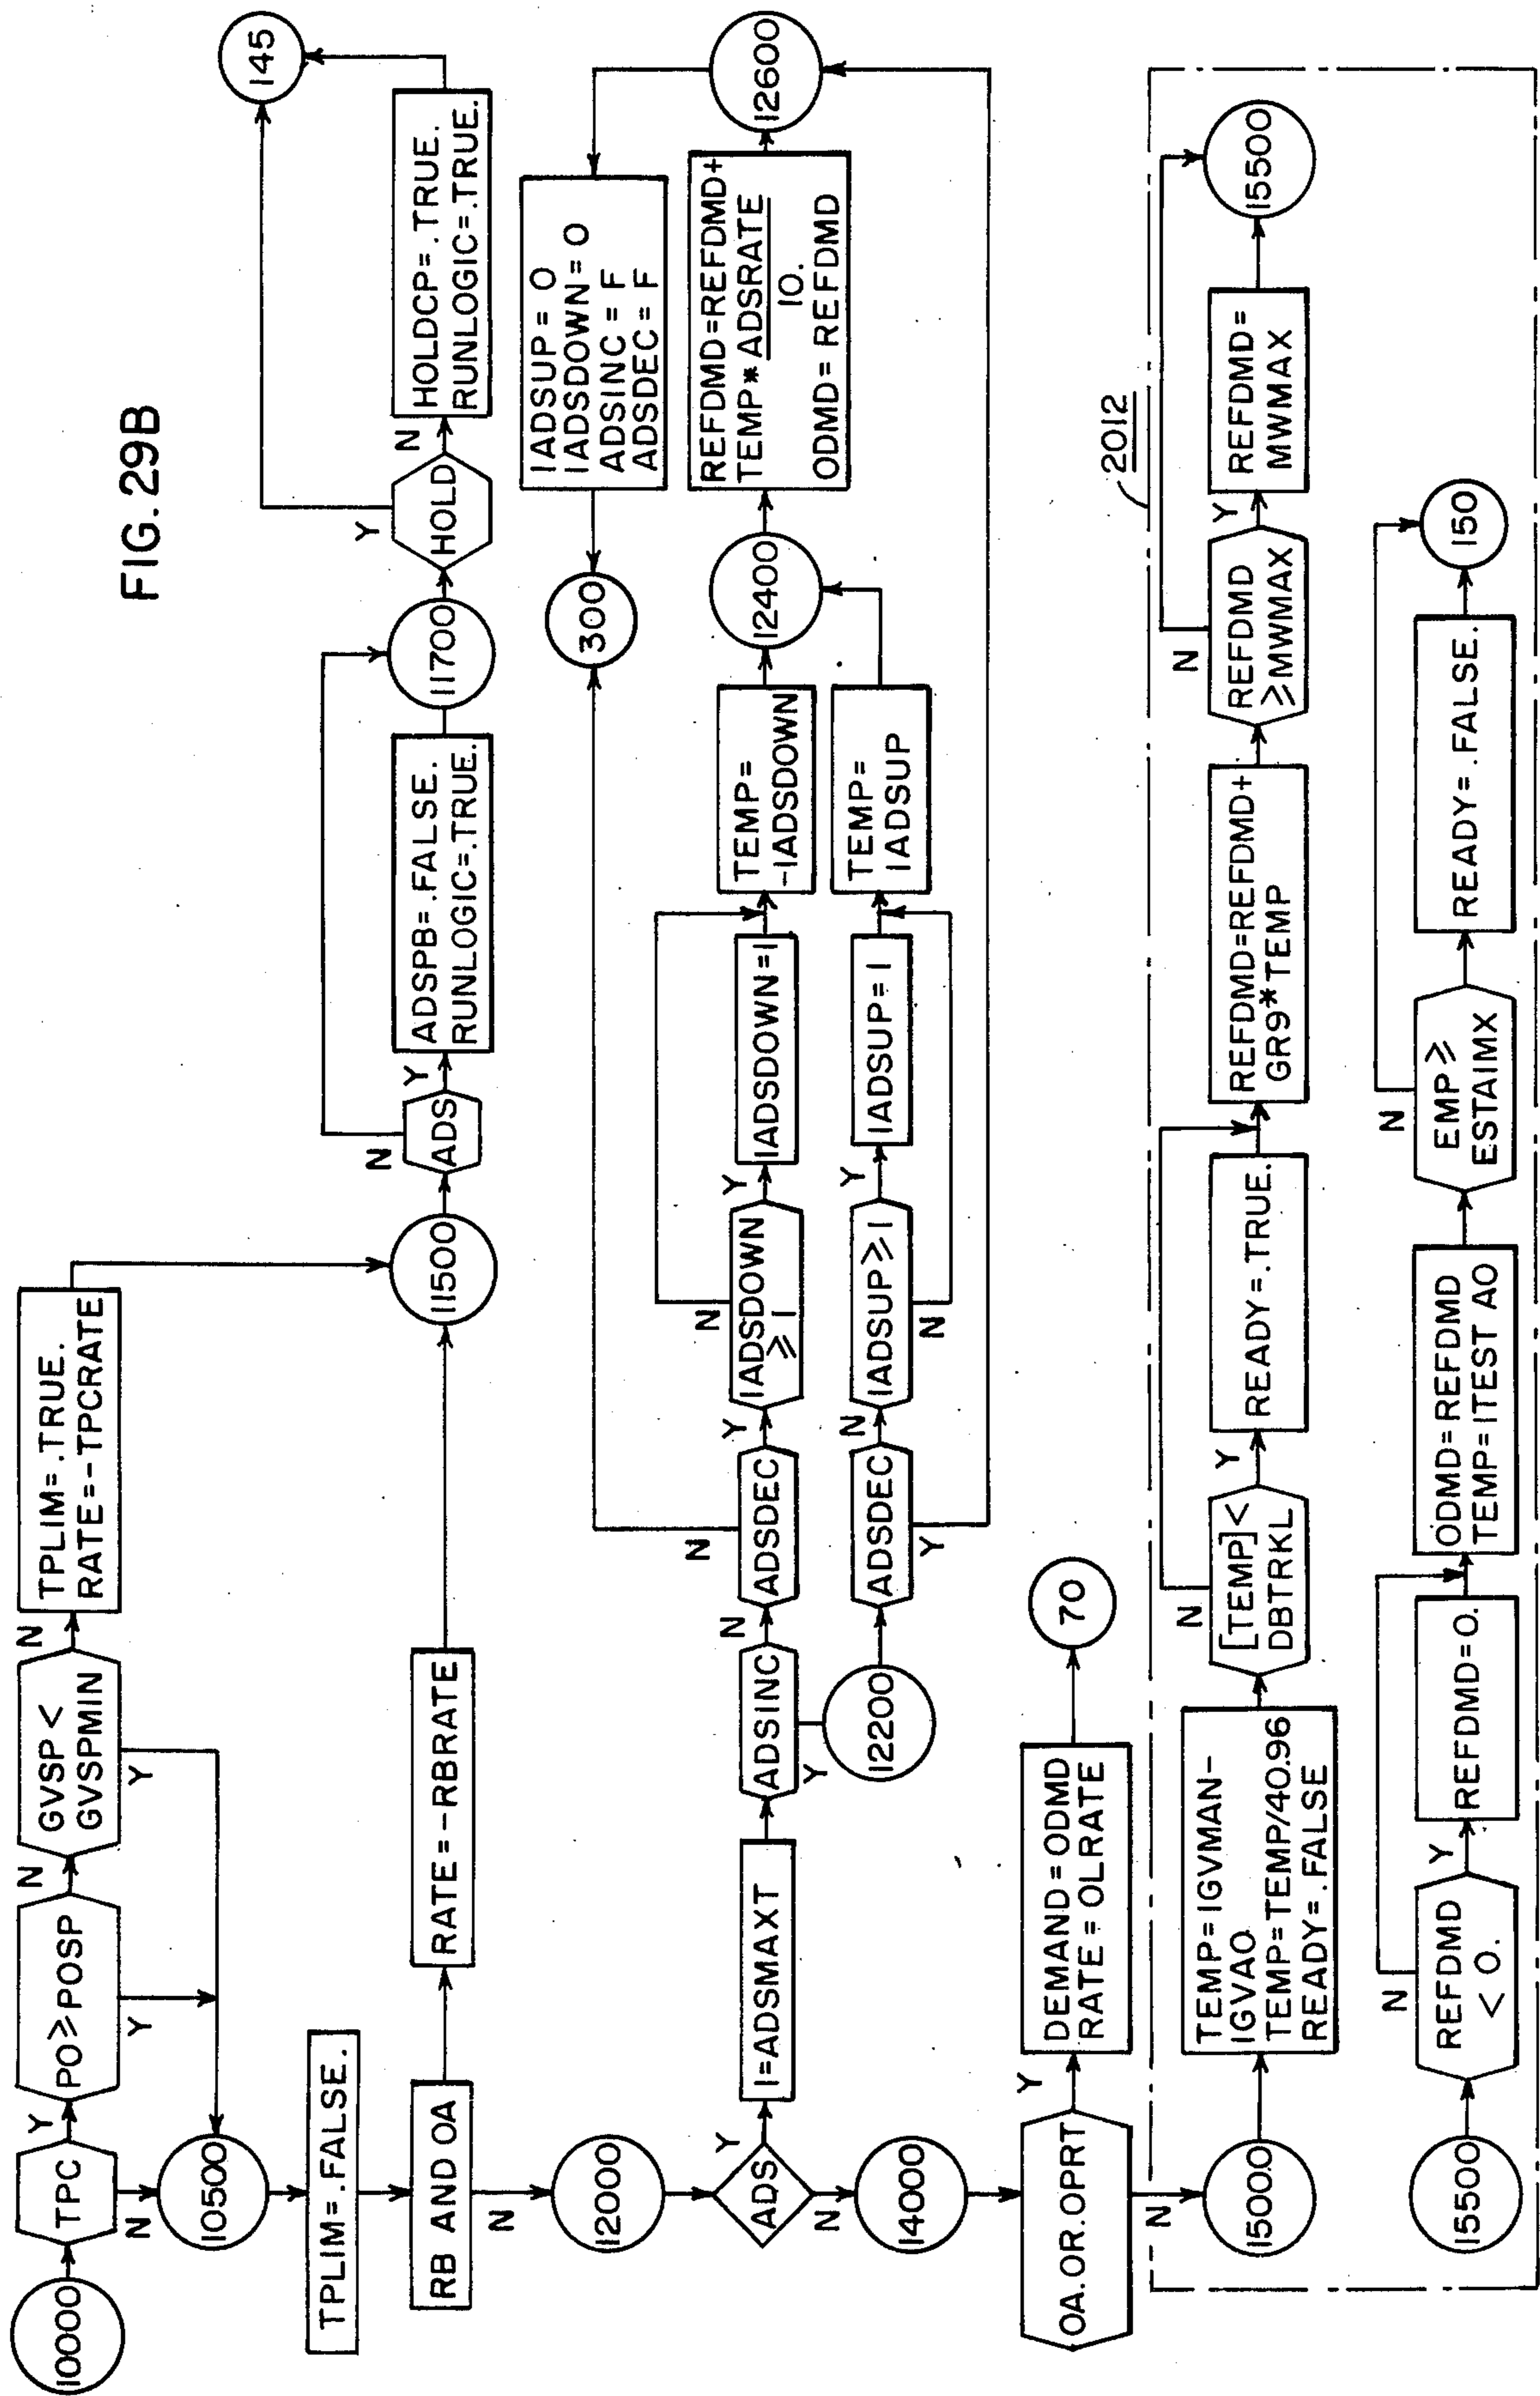 FIG. 29B
10000
TPC
Y
N
PO ≥ POSP
N
Y
GVSP <
GVSPMIN
N
Y
TPLIM = .TRUE.
RATE = -TPCRATE
10500
TPLIM = .FALSE.
RB AND OA
N
RATE = -RBRATE
11500
ADS
N
Y
ADSPB = .FALSE.
RUNLOGIC = .TRUE.
11700
HOLD
Y
N
HOLDCP = .TRUE.
RUNLOGIC = .TRUE.
145
12000
ADS
Y
N
I = ADSMAXT
ADSINC
N
Y
ADSDEC
N
Y
IADSDOWN
≥ 1
N
Y
IADSDOWN = 1
TEMP =
-IADSDOWN
12400
REFDMD = REFDMD +
TEMP * ADSRATE
10.
ODMD = REFDMD
12600
IADSUP = 0
IADSDOWN = 0
ADSINC = F
ADSDEC = F
300
12200
ADSDEC
N
Y
IADSUP ≥ 1
Y
N
IADSUP = 1
TEMP =
IADSUP
14000
OA.OR.OPRT
Y
N
DEMAND = ODMD
RATE = OLRATE
70
2012
15000
TEMP = IGVMAN -
IGVAO
TEMP = TEMP/40.96
READY = .FALSE
[TEMP] <
DBTRKL
N
Y
READY = .TRUE.
REFDMD = REFDMD +
GR9 * TEMP
REFDMD
≥ MWMAX
N
Y
REFDMD =
MWMAX
15500
15500
REFDMD
< 0.
N
Y
REFDMD = 0.
ODMD = REFDMD
TEMP = ITEST AO
EMP ≥
ESTAIMX
N
READY = .FALSE.
150